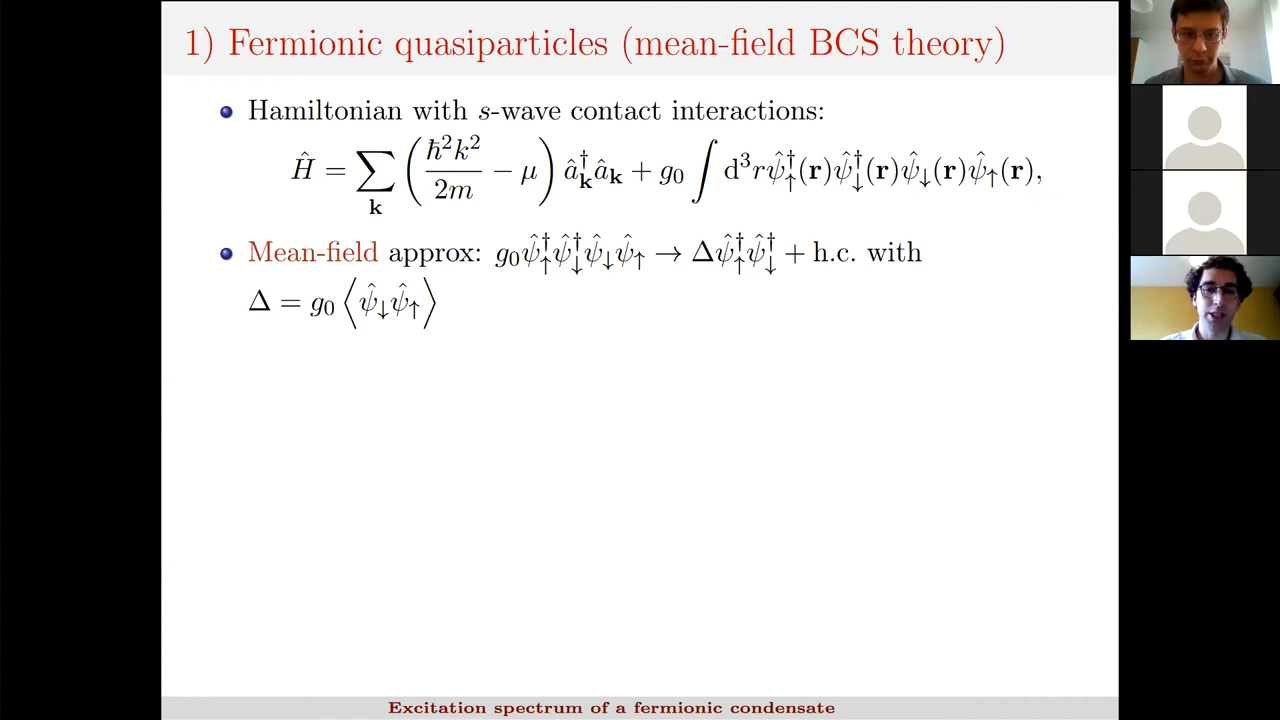 1) Fermionic quasiparticles (mean-field BCS theory)
Hamiltonian with s-wave contact interactions:
Ĥ = ∑_𝐤 (ħ²k²/2m − μ) â†_𝐤 â_𝐤 + g₀ ∫ d³r ψ̂†_↑(𝐫) ψ̂†_↓(𝐫) ψ̂_↓(𝐫) ψ̂_↑(𝐫),
Mean-field approx: g₀ψ̂†_↑ψ̂†_↓ψ̂_↓ψ̂_↑ → Δψ̂†_↑ψ̂†_↓ + h.c. with
Δ = g₀ ⟨ψ̂_↓ψ̂_↑⟩
Excitation spectrum of a fermionic condensate